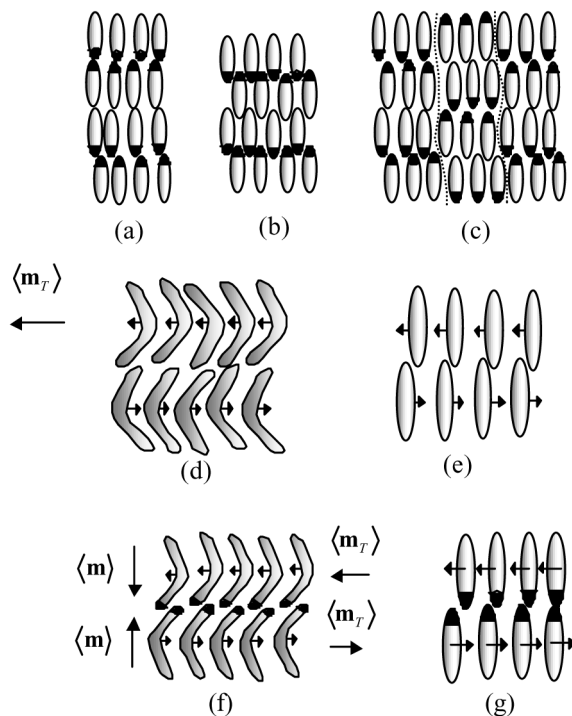 (a)
(b)
(c)
⟨m_T⟩
(d)
(e)
⟨m⟩
⟨m_T⟩
⟨m⟩
⟨m_T⟩
(f)
(g)